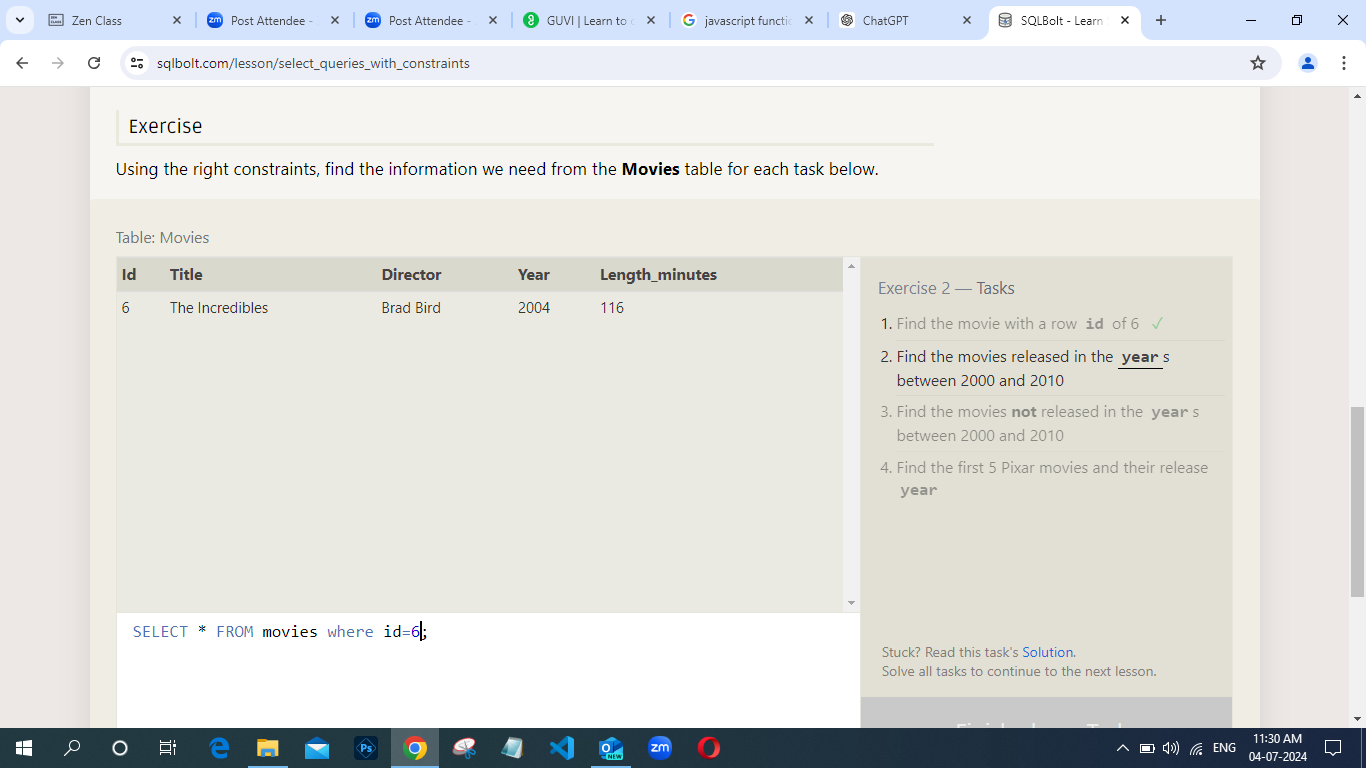 Zen Class
Post Attendee -
Post Attendee -
GUVI | Learn to c
javascript functio
ChatGPT
SQLBolt - Learn S
sqlbolt.com/lesson/select_queries_with_constraints
Exercise
Using the right constraints, find the information we need from the Movies table for each task below.
Table: Movies
Id Title Director Year Length_minutes
6 The Incredibles Brad Bird 2004 116
Exercise 2 — Tasks
1. Find the movie with a row id of 6 ✓
2. Find the movies released in the year s
between 2000 and 2010
3. Find the movies not released in the year s
between 2000 and 2010
4. Find the first 5 Pixar movies and their release
year
SELECT * FROM movies where id=6;
Stuck? Read this task's Solution.
Solve all tasks to continue to the next lesson.
ENG
11:30 AM
04-07-2024